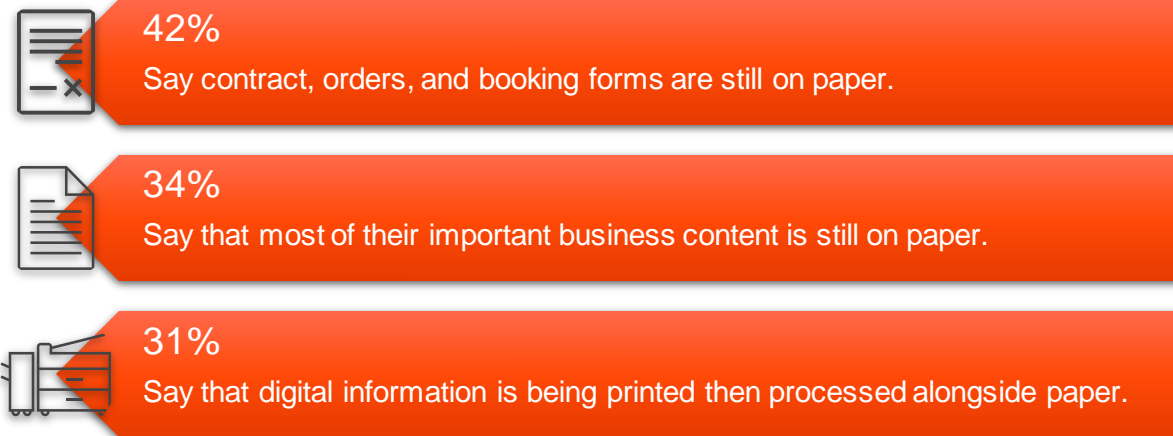 42%
Say contract, orders, and booking forms are still on paper.
34%
Say that most of their important business content is still on paper.
31%
Say that digital information is being printed then processed alongside paper.